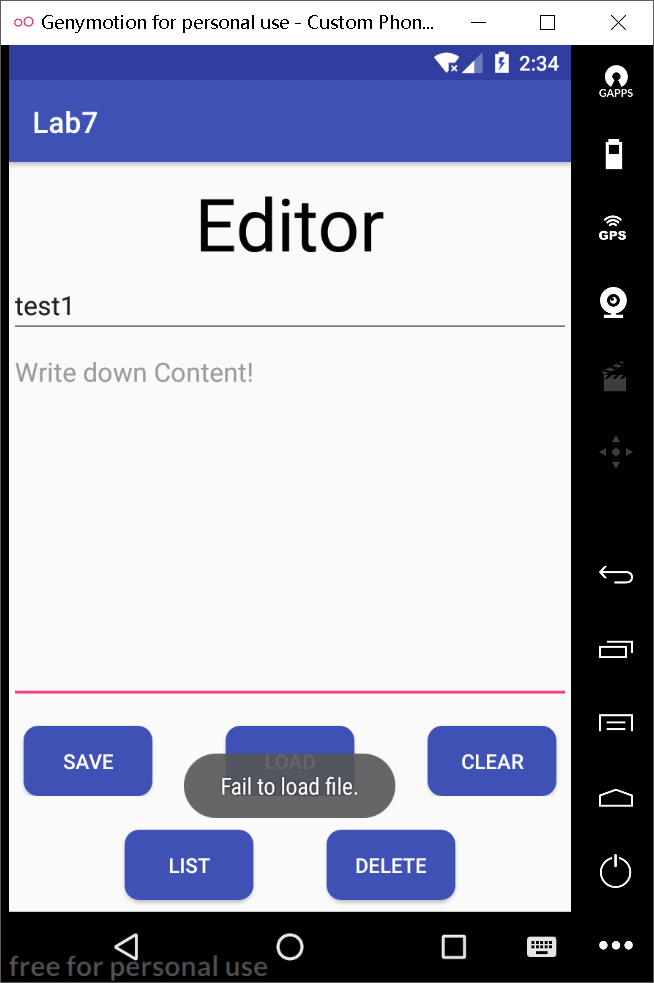 Genymotion for personal use - Custom Phon...
2:34
GAPPS
Lab7
Editor
GPS
test1
Write down Content!
SAVE
LOAD
CLEAR
Fail to load file.
LIST
DELETE
free for personal use